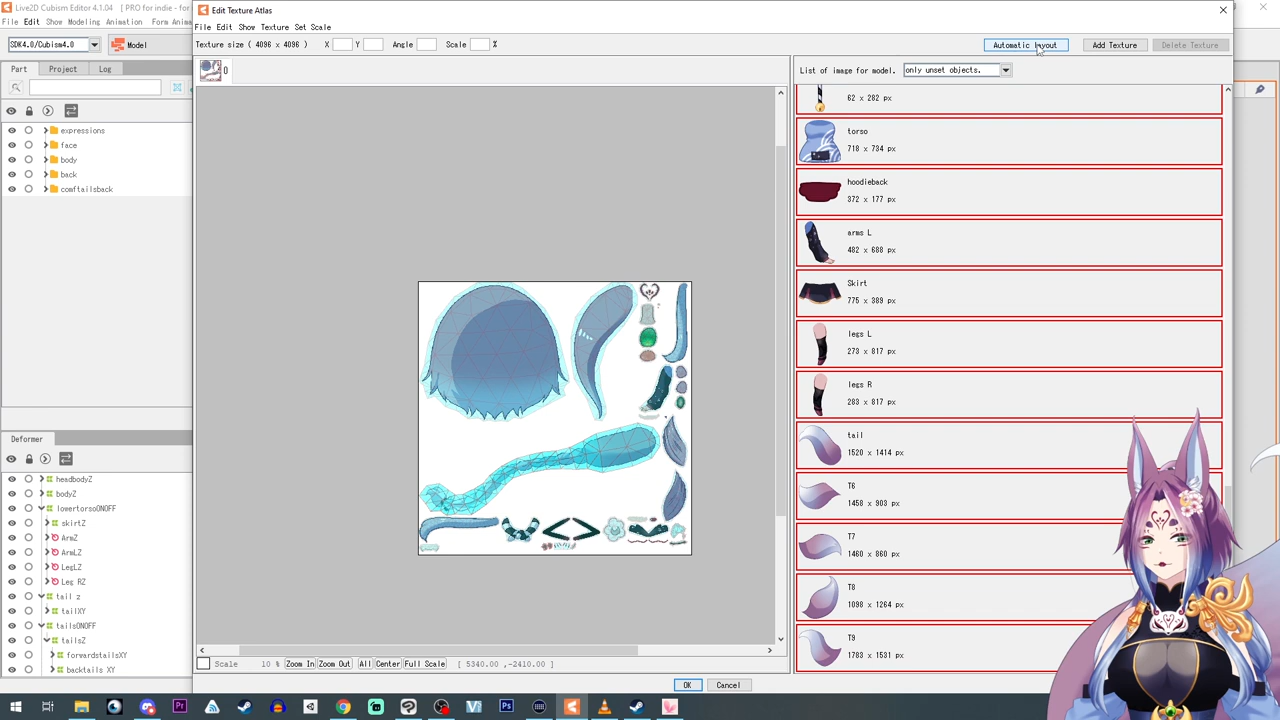 Live2D Cubism Editor 4.1.04 [ PRO for indie - d
File Edit Show Modeling Animation Form Anima
SDK4.0/Cubism4.0
Model
Part Project Log
expressions
face
body
back
comftailsback
Deformer
headbodyZ
bodyZ
lowertorsoONOFF
skirtZ
ArmZ
ArmLZ
LegLZ
Leg RZ
tail z
tailXY
tailsONOFF
tailsZ
forwardstailsXY
backtails XY
Edit Texture Atlas
File Edit Show Texture Set Scale
Texture size ( 4096 x 4096 ) X Y Angle Scale %
Automatic layout Add Texture Delete Texture
0
List of image for model. only unset objects.
62 x 282 px
torso
718 x 734 px
hoodieback
372 x 177 px
arms L
482 x 688 px
Skirt
775 x 389 px
legs L
273 x 817 px
legs R
283 x 817 px
tail
1520 x 1414 px
T6
1458 x 903 px
T7
1460 x 860 px
T8
1098 x 1264 px
T9
1783 x 1531 px
Scale 10 % Zoom In Zoom Out All Center Full Scale [ 5340.00 ,-2410.00 ]
OK Cancel